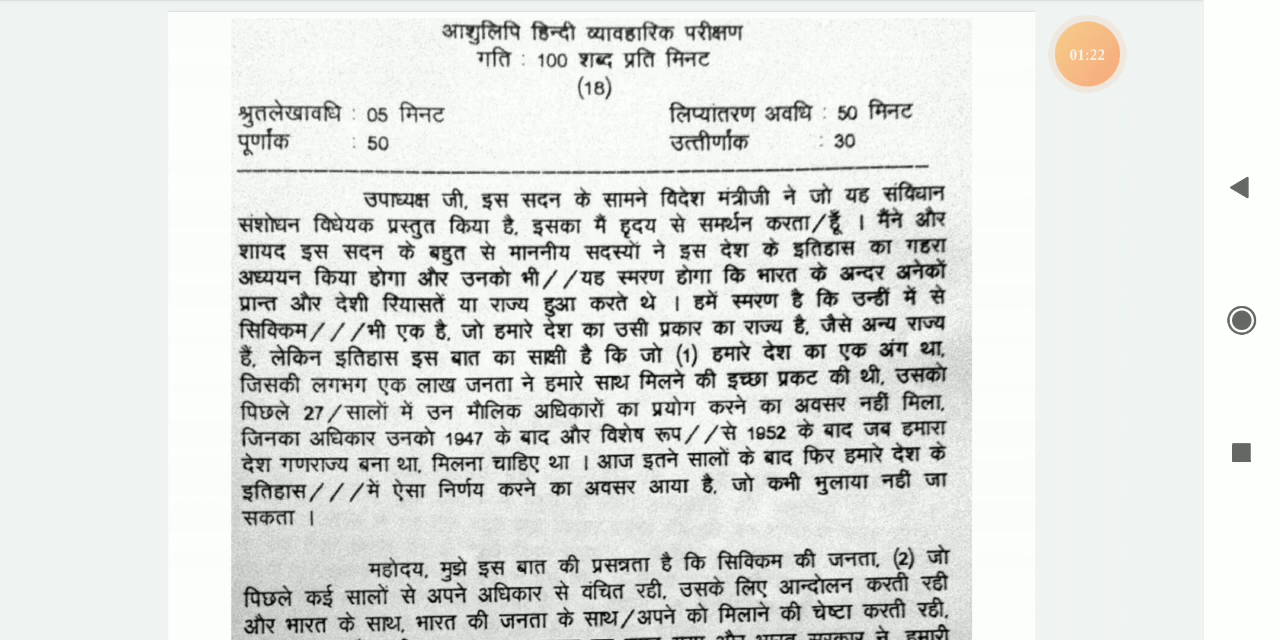 आशुलिपि हिन्दी व्यावहारिक परीक्षण
गति : 100 शब्द प्रति मिनट
(18)
श्रुतलेखावधि : 05 मिनट लिप्यांतरण अवधि : 50 मिनट
पूर्णांक : 50 उत्तीर्णांक : 30
01:22
उपाध्यक्ष जी, इस सदन के सामने विदेश मंत्रीजी ने जो यह संविधान
संशोधन विधेयक प्रस्तुत किया है, इसका मैं हृदय से समर्थन करता/हूँ । मैंने और
शायद इस सदन के बहुत से माननीय सदस्यों ने इस देश के इतिहास का गहरा
अध्ययन किया होगा और उनको भी//यह स्मरण होगा कि भारत के अन्दर अनेकों
प्रान्त और देशी रियासतें या राज्य हुआ करते थे । हमें स्मरण है कि उन्हीं में से
सिक्किम///भी एक है, जो हमारे देश का उसी प्रकार का राज्य है, जैसे अन्य राज्य
हैं, लेकिन इतिहास इस बात का साक्षी है कि जो (1) हमारे देश का एक अंग था,
जिसकी लगभग एक लाख जनता ने हमारे साथ मिलने की इच्छा प्रकट की थी, उसको
पिछले 27/सालों में उन मौलिक अधिकारों का प्रयोग करने का अवसर नहीं मिला,
जिनका अधिकार उनको 1947 के बाद और विशेष रूप//से 1952 के बाद जब हमारा
देश गणराज्य बना था, मिलना चाहिए था । आज इतने सालों के बाद फिर हमारे देश के
इतिहास///में ऐसा निर्णय करने का अवसर आया है, जो कभी भुलाया नहीं जा
सकता ।
महोदय, मुझे इस बात की प्रसन्नता है कि सिक्किम की जनता, (2) जो
पिछले कई सालों से अपने अधिकार से वंचित रही, उसके लिए आन्दोलन करती रही
और भारत के साथ, भारत की जनता के साथ/अपने को मिलाने की चेष्टा करती रही,
और भारत सरकार ने, हमारी